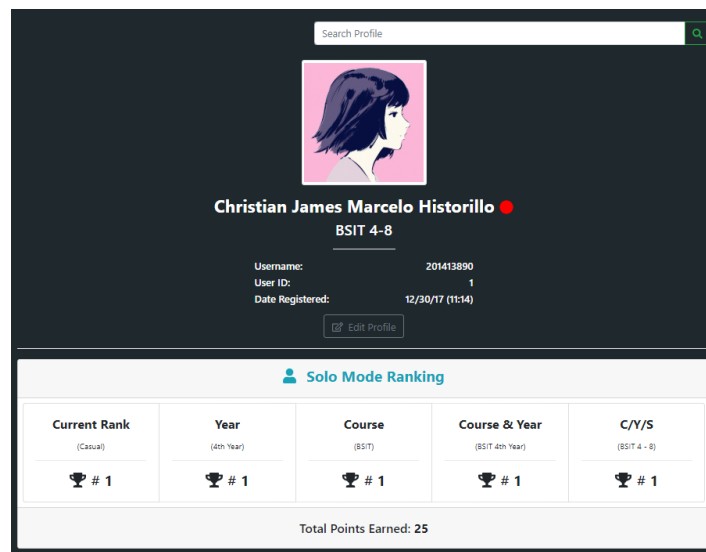 Search Profile
Christian James Marcelo Historillo
BSIT 4-8
Username: 201413890
User ID: 1
Date Registered: 12/30/17 (11:14)
Edit Profile
Solo Mode Ranking
Current Rank Year Course Course & Year C/Y/S
(Casual) (4th Year) (BSIT) (BSIT 4th Year) (BSIT 4 - 8)
# 1 # 1 # 1 # 1 # 1
Total Points Earned: 25